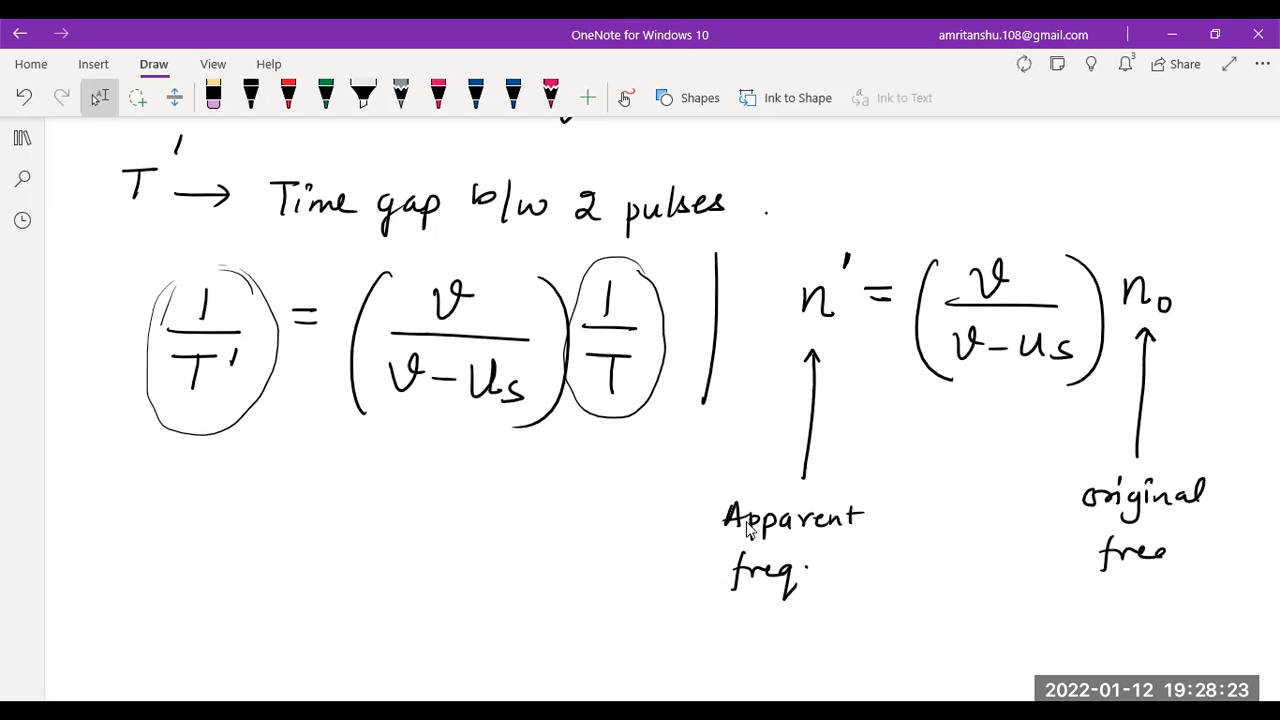 OneNote for Windows 10
amritanshu.108@gmail.com
Home Insert Draw View Help
Share
Shapes
Ink to Shape
Ink to Text
T' → Time gap b/w 2 pulses .
1/T' = (v/(v-us)) 1/T | n' = (v/(v-us)) n₀
Apparent
freq.
original
free
2022-01-12 19:28:23